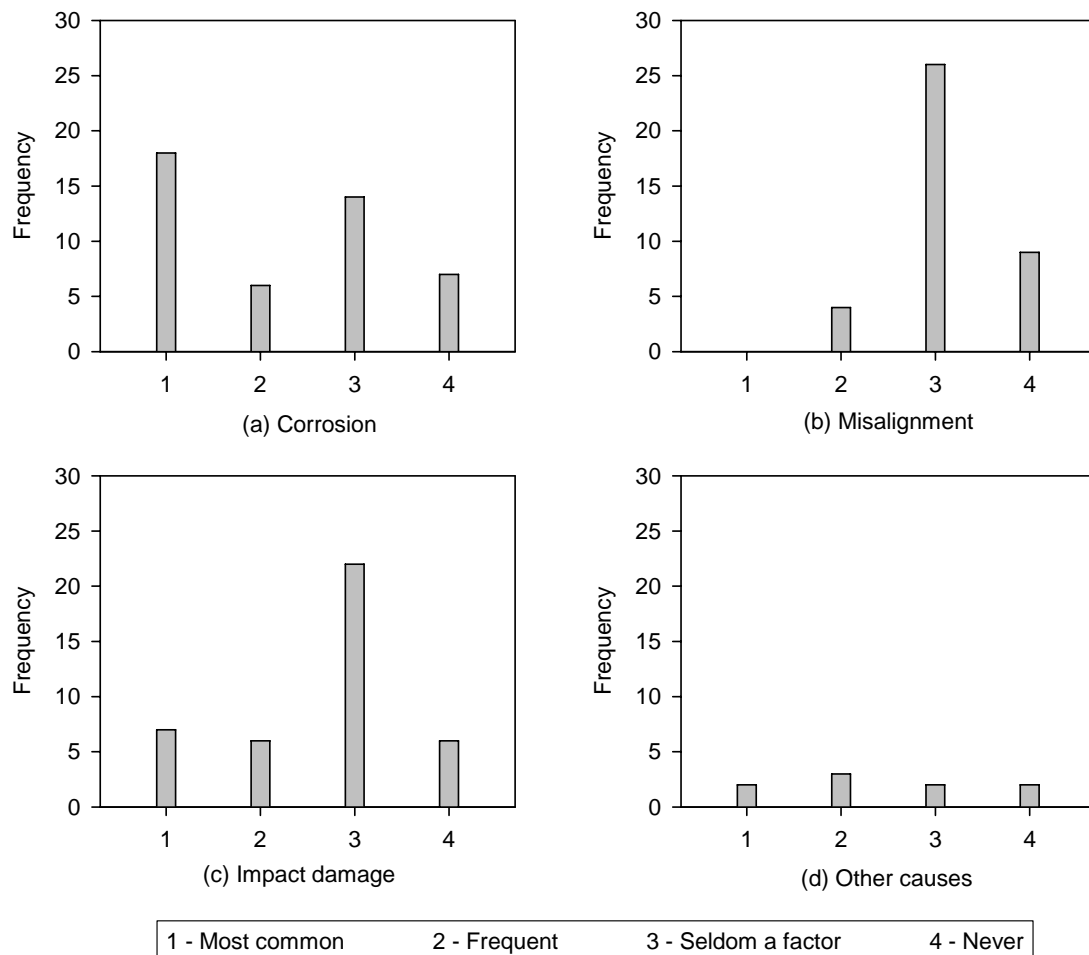 30
25
20
15
10
5
0
Frequency
1 2 3 4
(a) Corrosion
30
25
20
15
10
5
0
Frequency
1 2 3 4
(b) Misalignment
30
25
20
15
10
5
0
Frequency
1 2 3 4
(c) Impact damage
30
25
20
15
10
5
0
Frequency
1 2 3 4
(d) Other causes
1 - Most common 2 - Frequent 3 - Seldom a factor 4 - Never